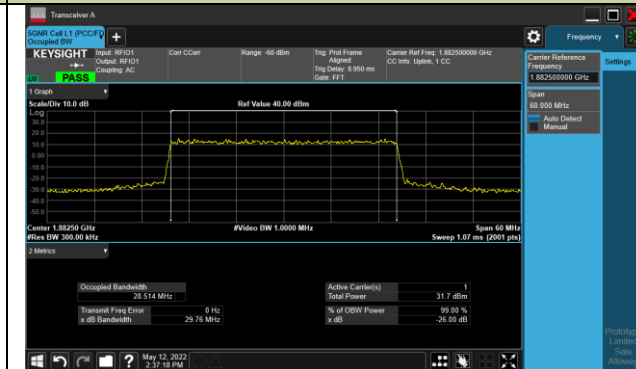 Transceiver A
5GNR Cell L1 (PCC/FD
Occupied BW
Frequency
KEYSIGHT
Input: RFIO1
Output: RFIO1
Coupling: AC
Corr CCorr
Range: -60 dBm
Trig: Prot Frame
Aligned
Trig Delay: 8.950 ms
Gate: FFT
Carrier Ref Freq: 1.882500000 GHz
CC Info: Uplink, 1 CC
LV
PASS
Carrier Reference
Frequency
1.882500000 GHz
Settings
Span
60.000 MHz
Auto Detect
Manual
1 Graph
Scale/Div 10.0 dB
Ref Value 40.00 dBm
Log
30.0
20.0
10.0
0.00
-10.0
-20.0
-30.0
-40.0
-50.0
Center 1.88250 GHz
#Video BW 1.0000 MHz
Span 60 MHz
#Res BW 300.00 kHz
Sweep 1.07 ms (2001 pts)
2 Metrics
Occupied Bandwidth
28.514 MHz
Active Carrier(s) 1
Total Power 31.7 dBm
Transmit Freq Error 0 Hz
x dB Bandwidth 29.76 MHz
% of OBW Power 99.00 %
x dB -26.00 dB
May 12, 2022
2:37:18 PM
?
Limited
Sale